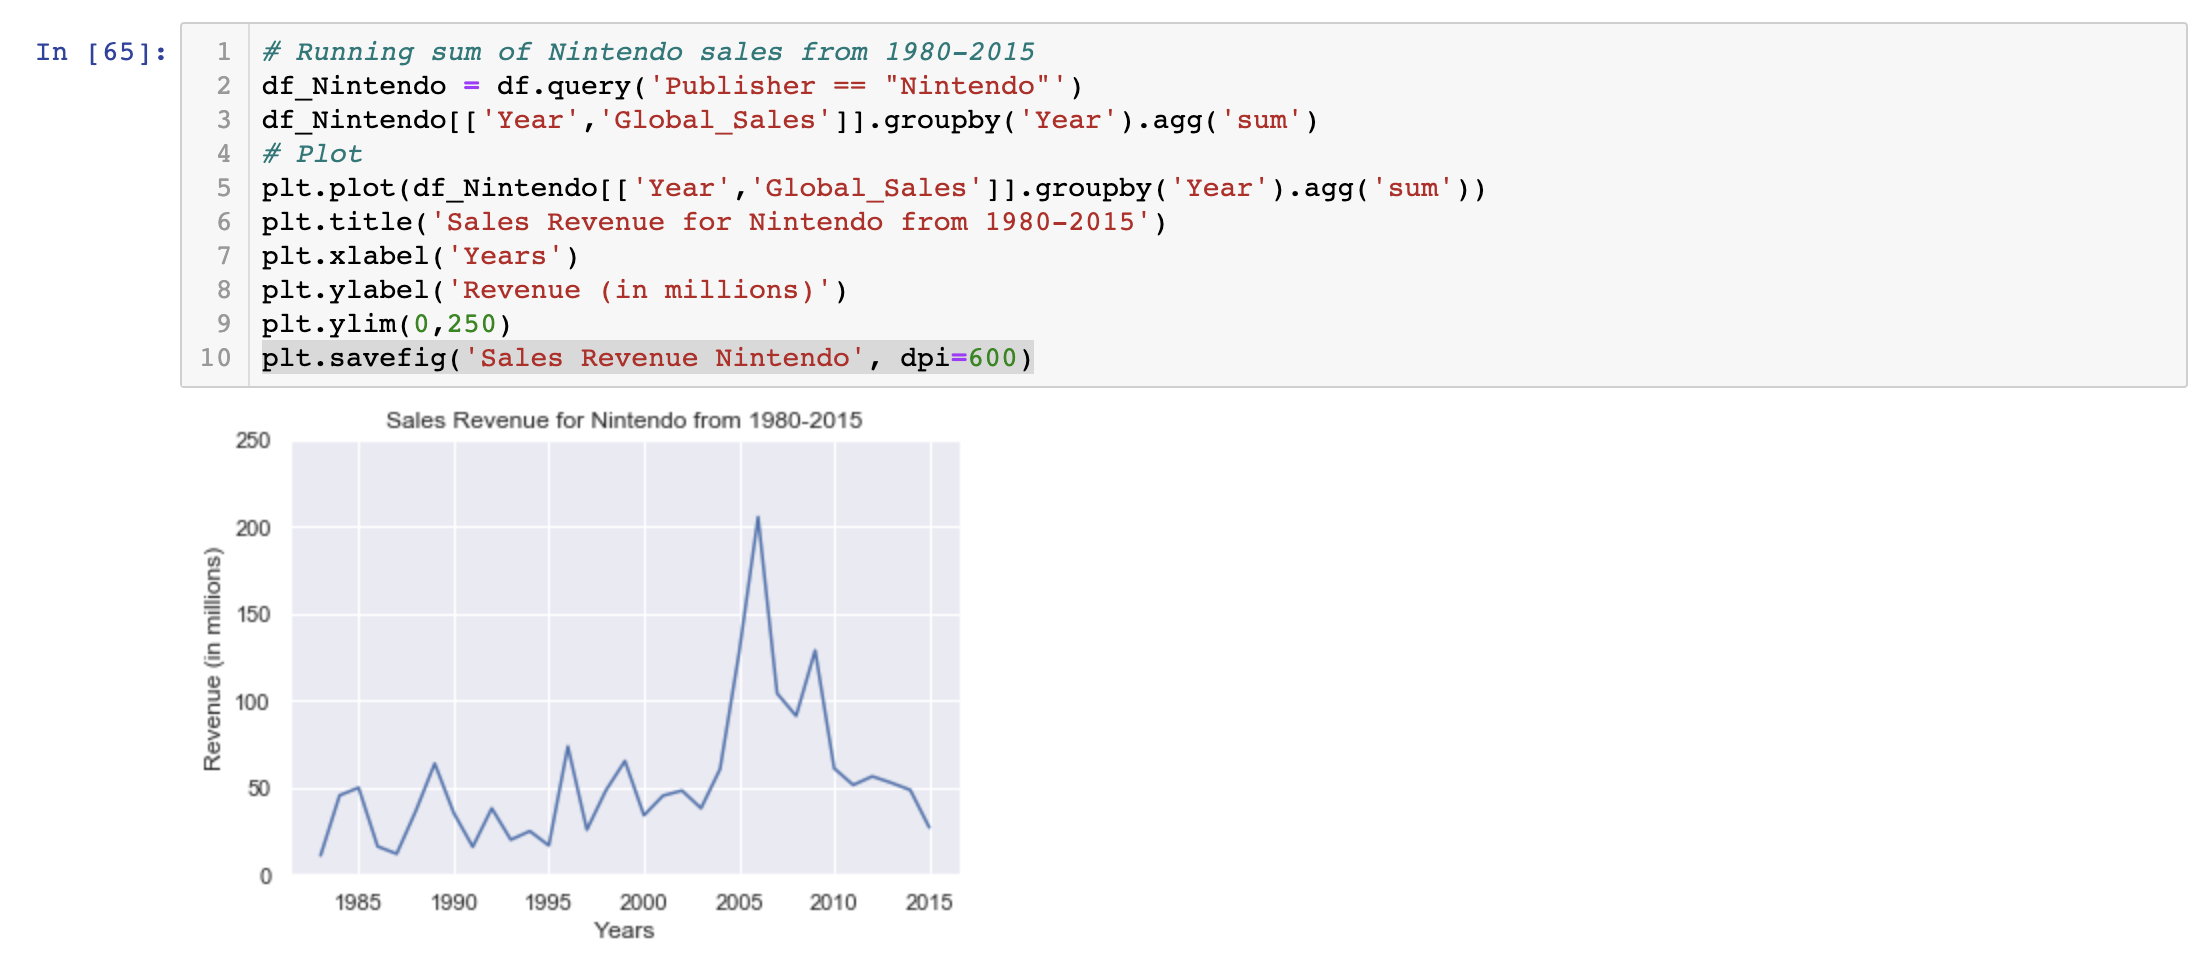 In [65]:
1 # Running sum of Nintendo sales from 1980-2015
2 df_Nintendo = df.query('Publisher == "Nintendo"')
3 df_Nintendo[['Year','Global_Sales']].groupby('Year').agg('sum')
4 # Plot
5 plt.plot(df_Nintendo[['Year','Global_Sales']].groupby('Year').agg('sum'))
6 plt.title('Sales Revenue for Nintendo from 1980-2015')
7 plt.xlabel('Years')
8 plt.ylabel('Revenue (in millions)')
9 plt.ylim(0,250)
10 plt.savefig('Sales Revenue Nintendo', dpi=600)
Sales Revenue for Nintendo from 1980-2015
250
200
150
100
50
0
Revenue (in millions)
1985 1990 1995 2000 2005 2010 2015
Years